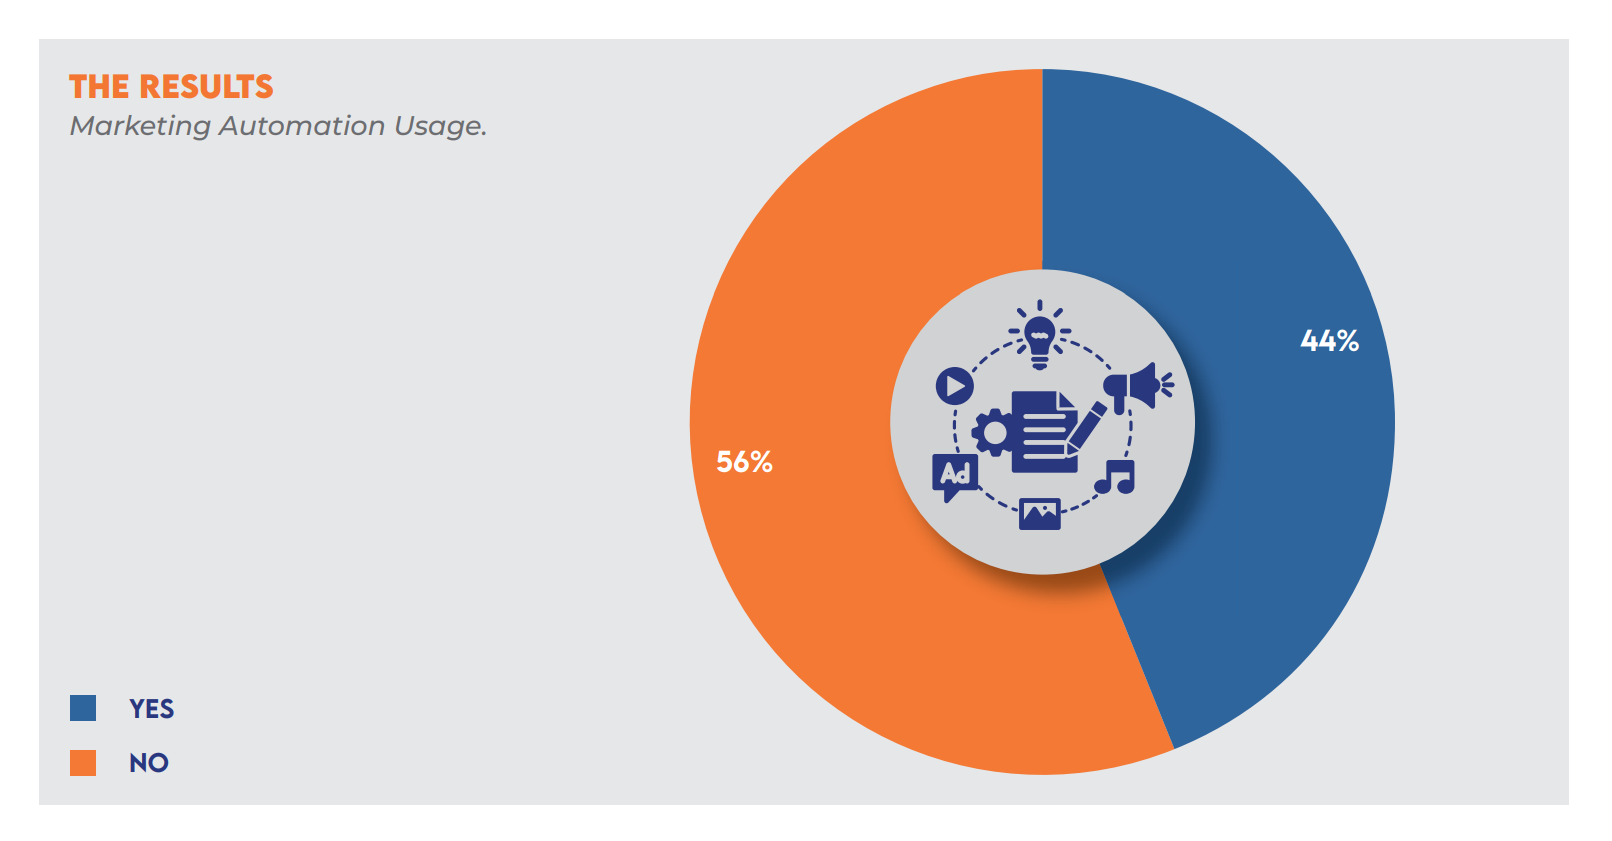 THE RESULTS
Marketing Automation Usage.
44%
56%
Ad
YES
NO